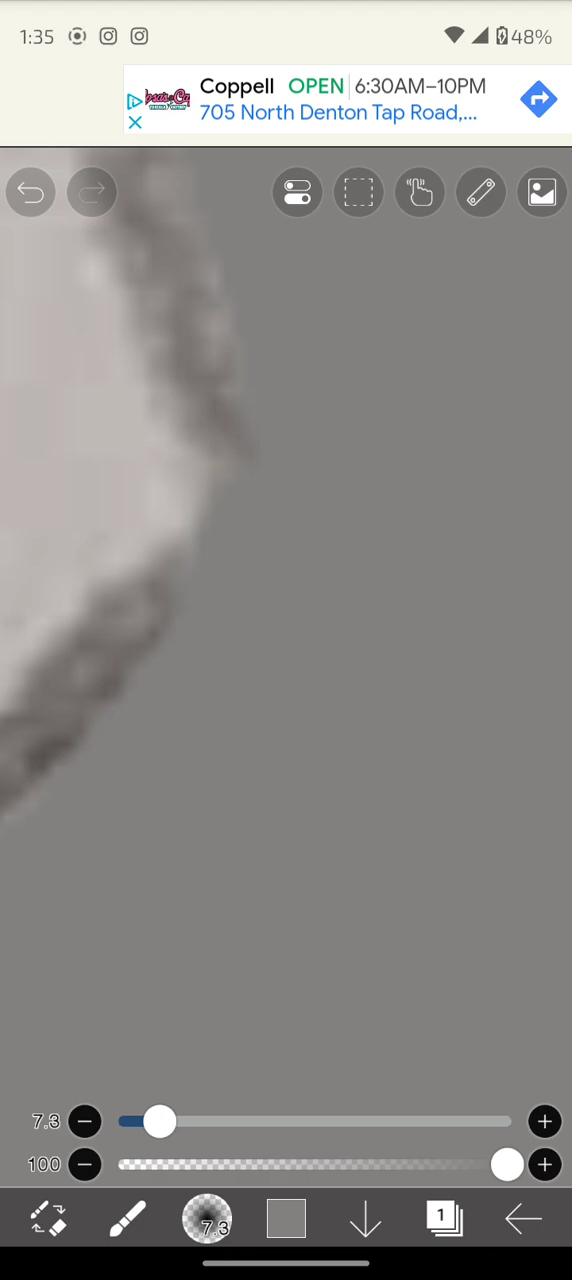 1:35 48%
Coppell OPEN 6:30AM–10PM
705 North Denton Tap Road,...
7.3
100
7.3 1